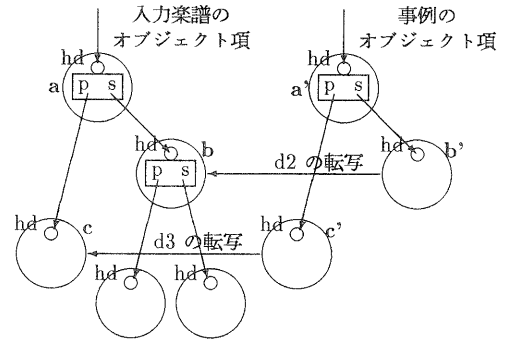 入力楽譜の
オブジェクト項
事例の
オブジェクト項
hd
a
p s
hd
a'
p s
hd
b
p s
hd
b'
d2 の転写
hd
c
hd
c'
d3 の転写
hd
hd